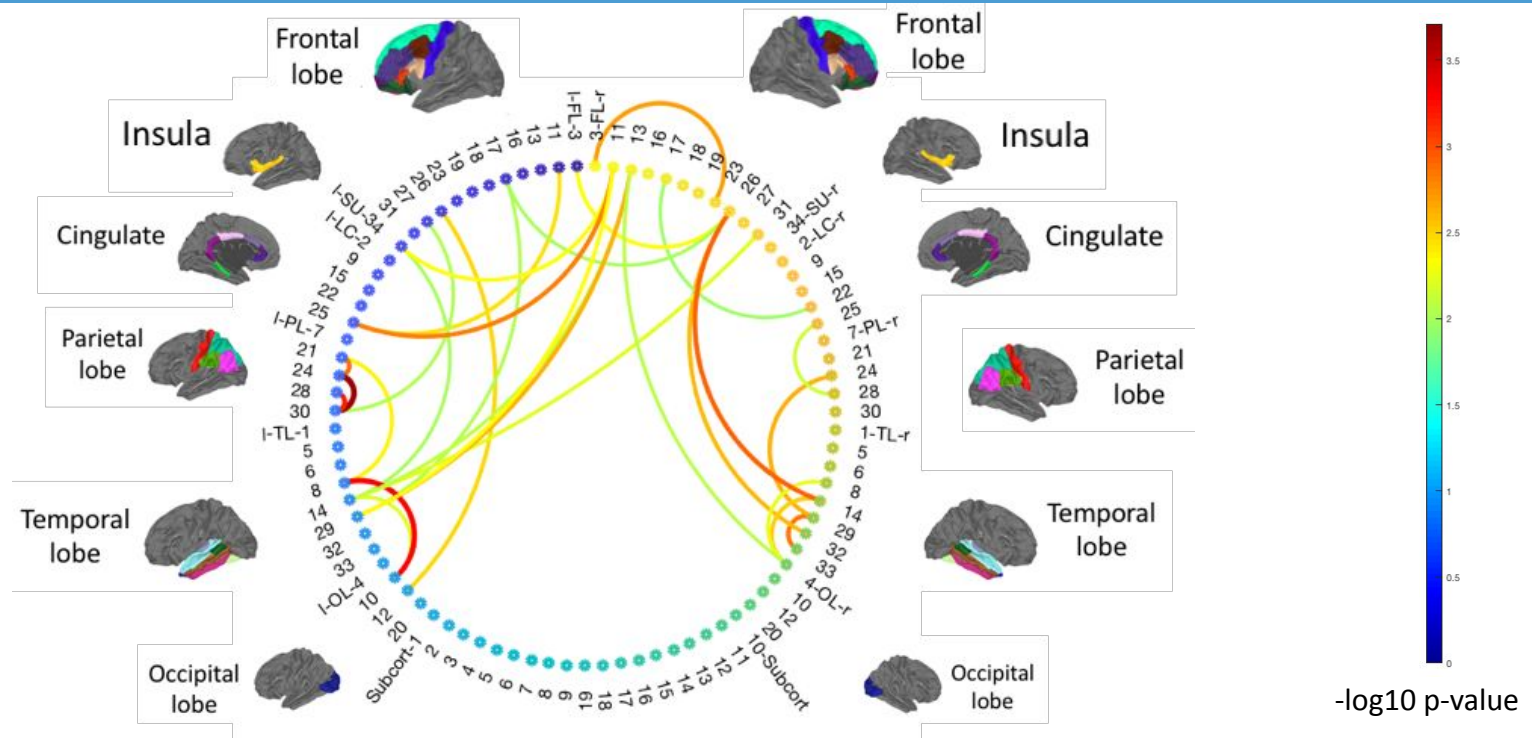 Frontal
lobe
Frontal
lobe
Insula
Insula
Cingulate
Cingulate
Parietal
lobe
Parietal
lobe
Temporal
lobe
Temporal
lobe
Occipital
lobe
Occipital
lobe
l-FL-3
11
13
16
17
18
19
23
26
27
31
l-SU-34
l-LC-2
9
15
22
25
l-PL-7
21
24
28
30
l-TL-1
5
6
8
14
29
32
33
l-OL-4
10
12
20
Subcort-1
2
3
4
5
6
7
8
9
19
18
17
16
15
14
13
12
11
10-Subcort
20
12
10
4-OL-r
33
32
29
14
8
6
5
1-TL-r
30
28
24
21
7-PL-r
25
22
15
9
2-LC-r
34-SU-r
31
27
26
23
19
18
17
16
13
11
3-FL-r
3.5
3
2.5
2
1.5
1
0.5
0
-log10 p-value